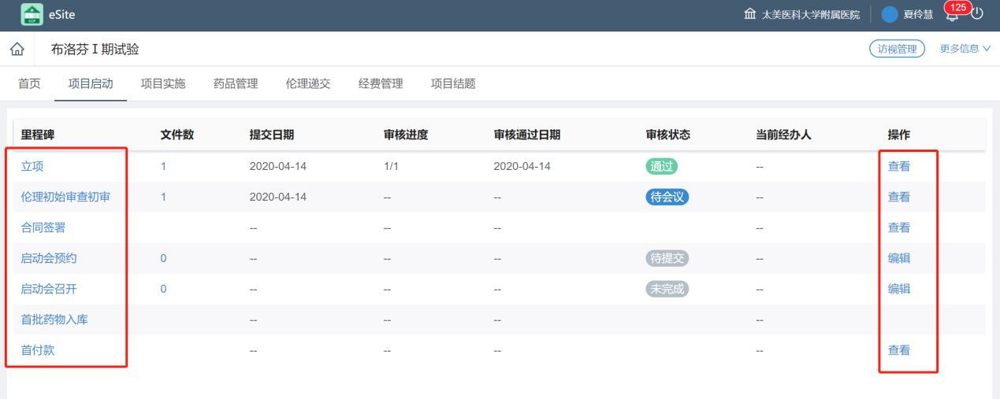 eSite 太美医科大学附属医院 夏伶慧 125
布洛芬 I 期试验 访视管理 更多信息
首页 项目启动 项目实施 药品管理 伦理递交 经费管理 项目结题
里程碑 文件数 提交日期 审核进度 审核通过日期 审核状态 当前经办人 操作
立项 1 2020-04-14 1/1 2020-04-14 通过 -- 查看
伦理初始审查初审 1 2020-04-14 -- -- 待会议 -- 查看
合同签署 -- -- -- -- 查看
启动会预约 0 -- -- -- 待提交 -- 编辑
启动会召开 0 -- -- -- 未完成 -- 编辑
首批药物入库 -- -- -- --
首付款 -- -- -- -- 查看